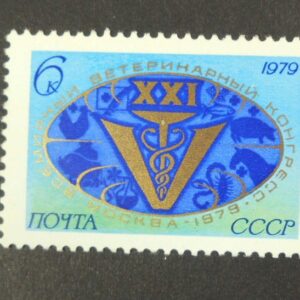 6 к
1979
ВСЕМИРНЫЙ ВЕТЕРИНАРНЫЙ КОНГРЕСС
XXI
МОСКВА - 1979
ПОЧТА
СССР